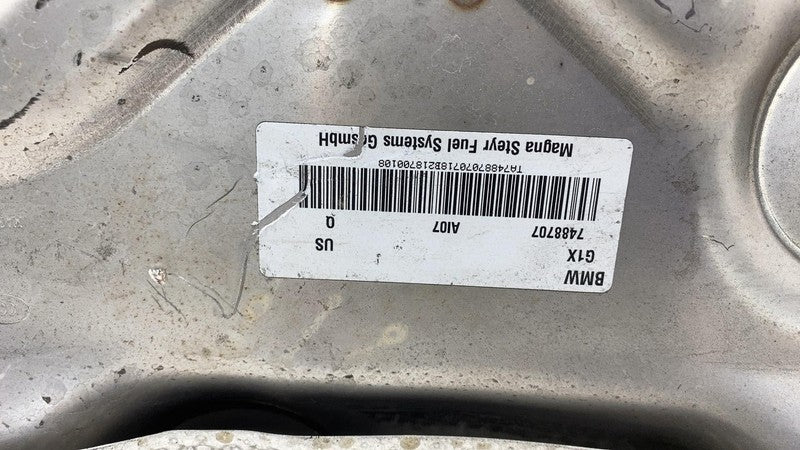 BMW
G1X US
7488707 AI07 Q
TA74887070718B218700108
Magna Steyr Fuel Systems GesmbH